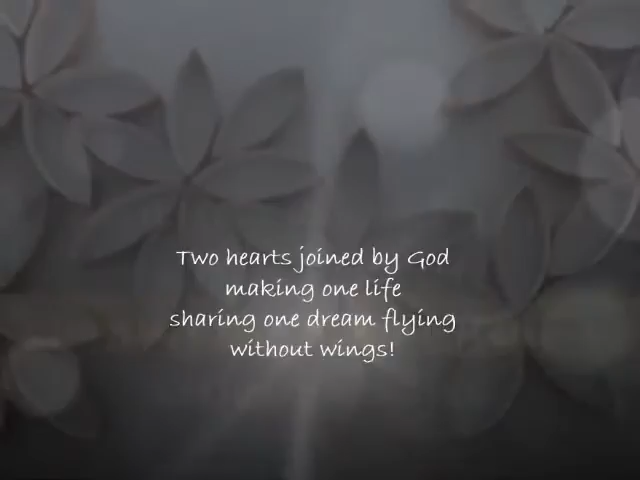 Two hearts joined by God
making one life
sharing one dream flying
without wings!